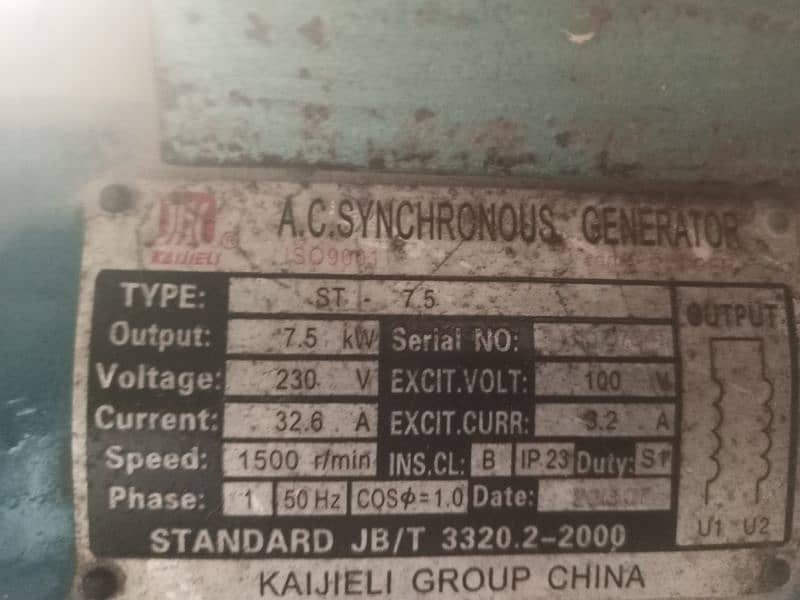 A.C.SYNCHRONOUS GENERATOR
KAIJIELI ® ISO9001
TYPE: ST - 7.5
OUTPUT
Output: 7.5 kW Serial NO:
Voltage: 230 V EXCIT.VOLT: 100 V
Current: 32.6 A EXCIT.CURR: 3.2 A
Speed: 1500 r/min INS.CL: B IP 23 Duty: S1
Phase: 1 50 Hz COSϕ=1.0 Date:
U1 U2
STANDARD JB/T 3320.2-2000
KAIJIELI GROUP CHINA